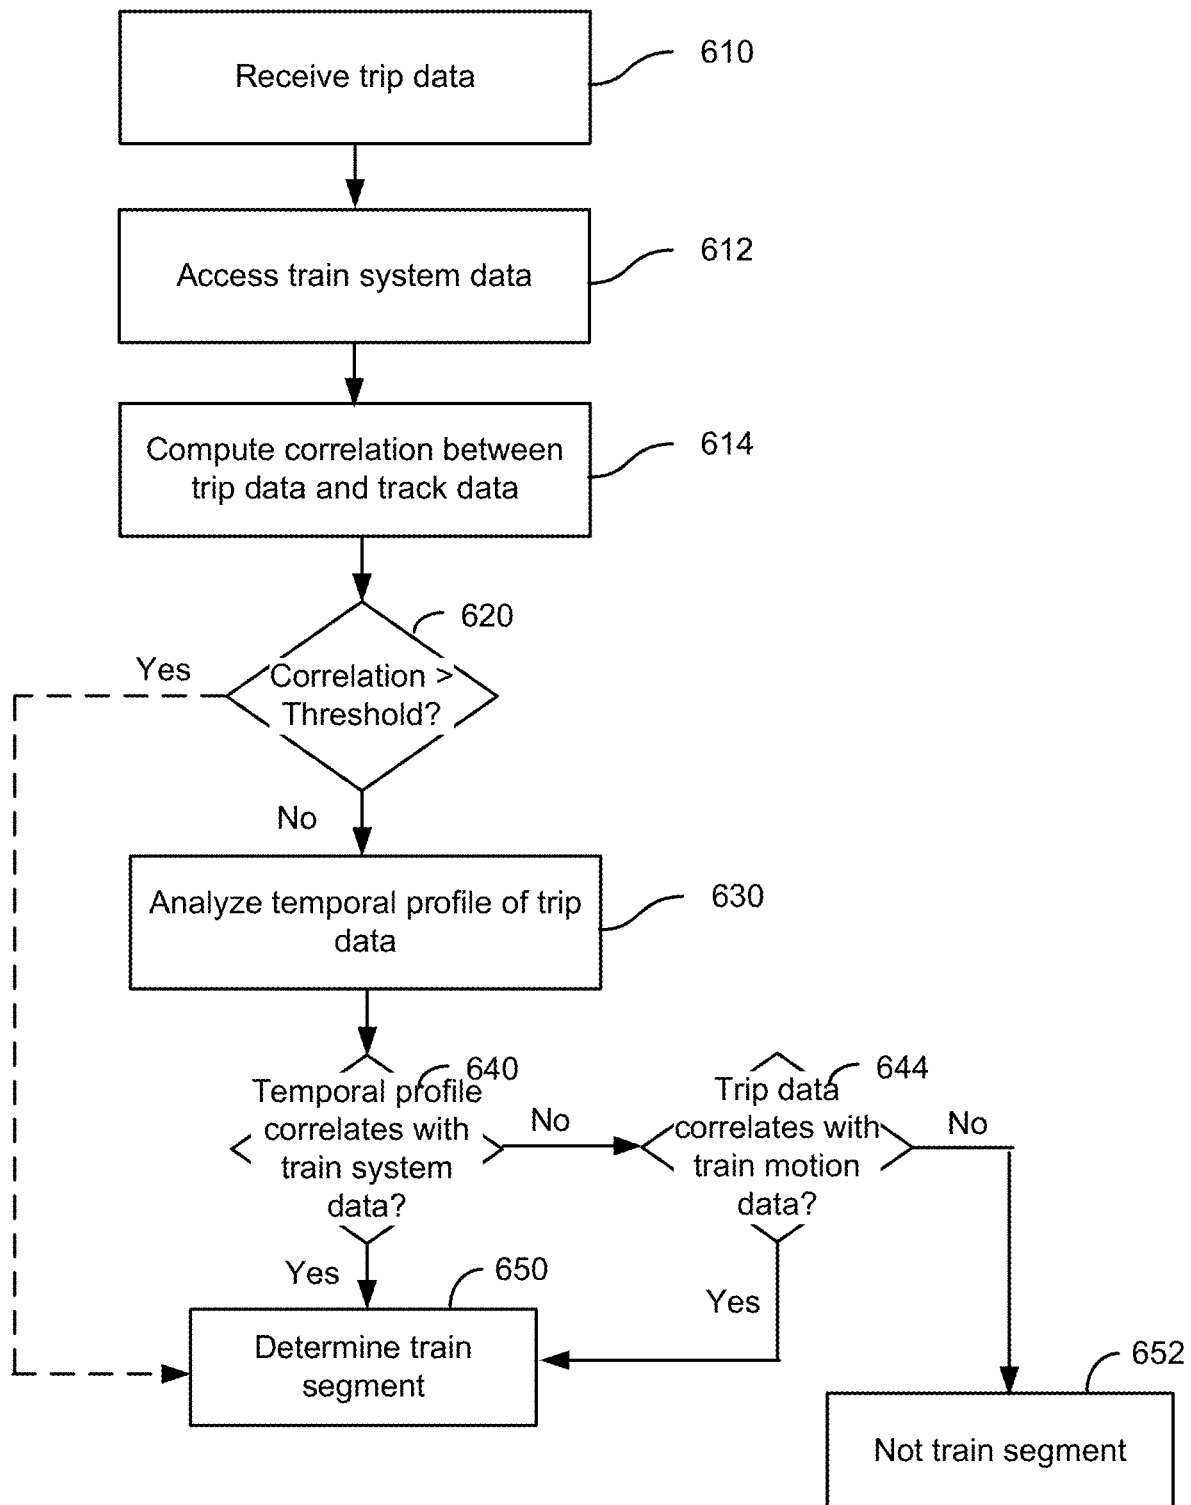 Receive trip data
610
Access train system data
612
Compute correlation between
trip data and track data
614
620
Yes
Correlation >
Threshold?
No
Analyze temporal profile of trip
data
630
640
Temporal profile
correlates with
train system
data?
No
644
Trip data
correlates with
train motion
data?
No
Yes
650
Yes
Determine train
segment
652
Not train segment